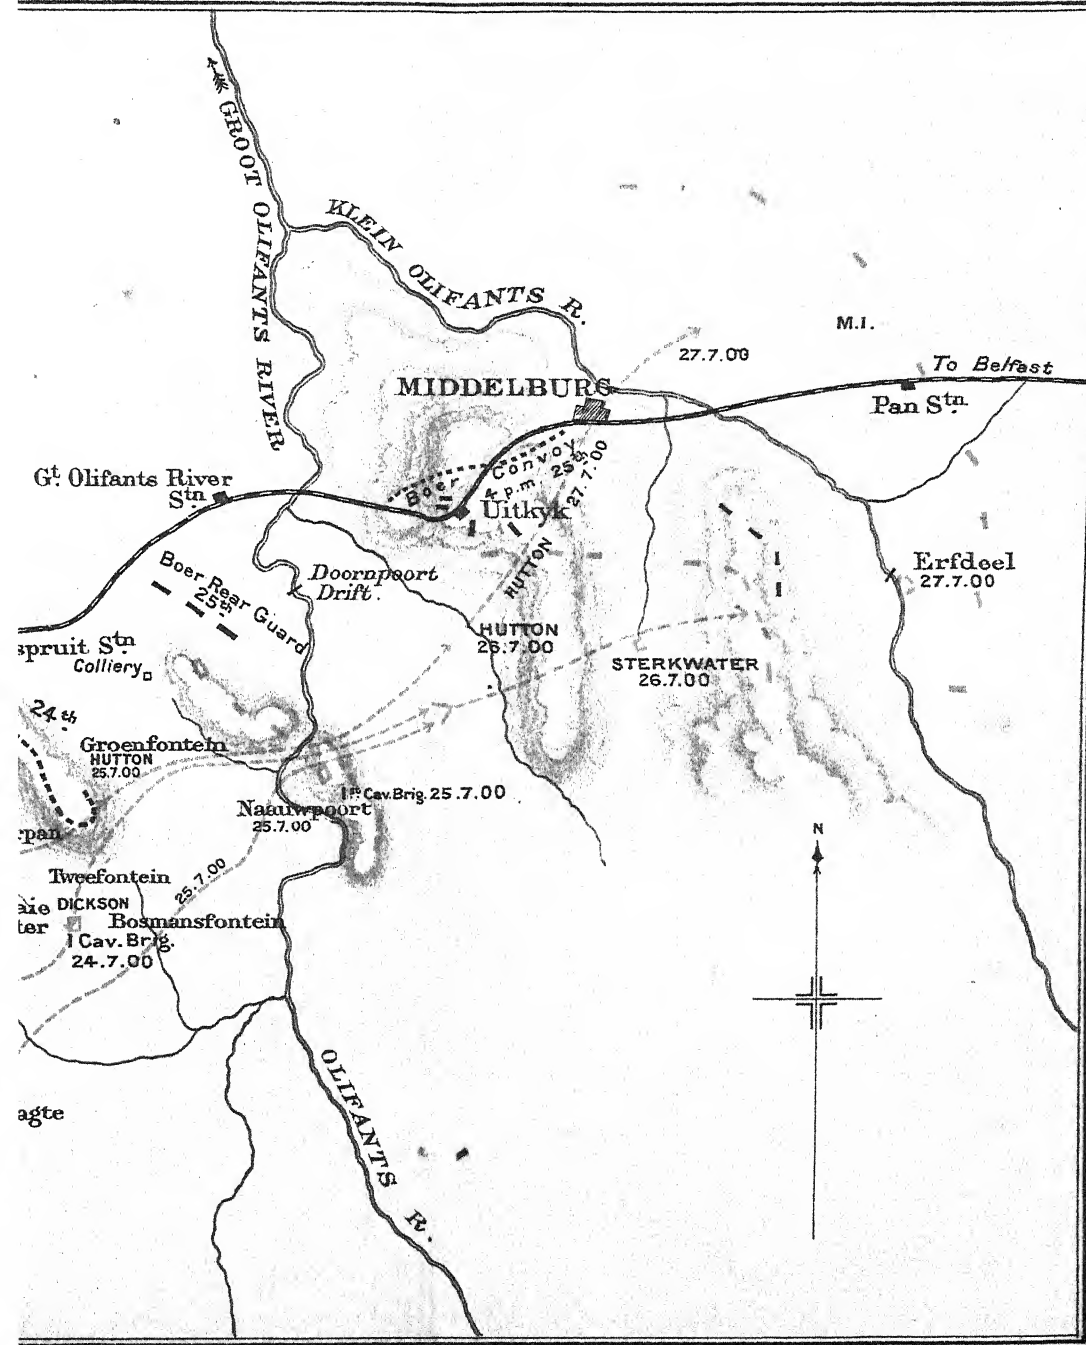 GROOT OLIFANTS RIVER
KLEIN OLIFANTS R.
M.I.
27.7.00
To Belfast
MIDDELBURG
Pan Stn.
Gt. Olifants River
Stn.
Boer Convoy
4 p.m. 25th
27.7.00
Uitkyk
HUTTON
Erfdeel
27.7.00
Boer Rear Guard
25th
Doornpoort
Drift.
HUTTON
26.7.00
spruit Stn.
Colliery
STERKWATER
26.7.00
24th
Groenfontein
HUTTON
25.7.00
1st Cav. Brig. 25.7.00
Naauwpoort
25.7.00
rpan
N
Tweefontein
25.7.00
DICKSON
ter
Bosmansfontein
1 Cav. Brig.
24.7.00
OLIFANTS R.
agte